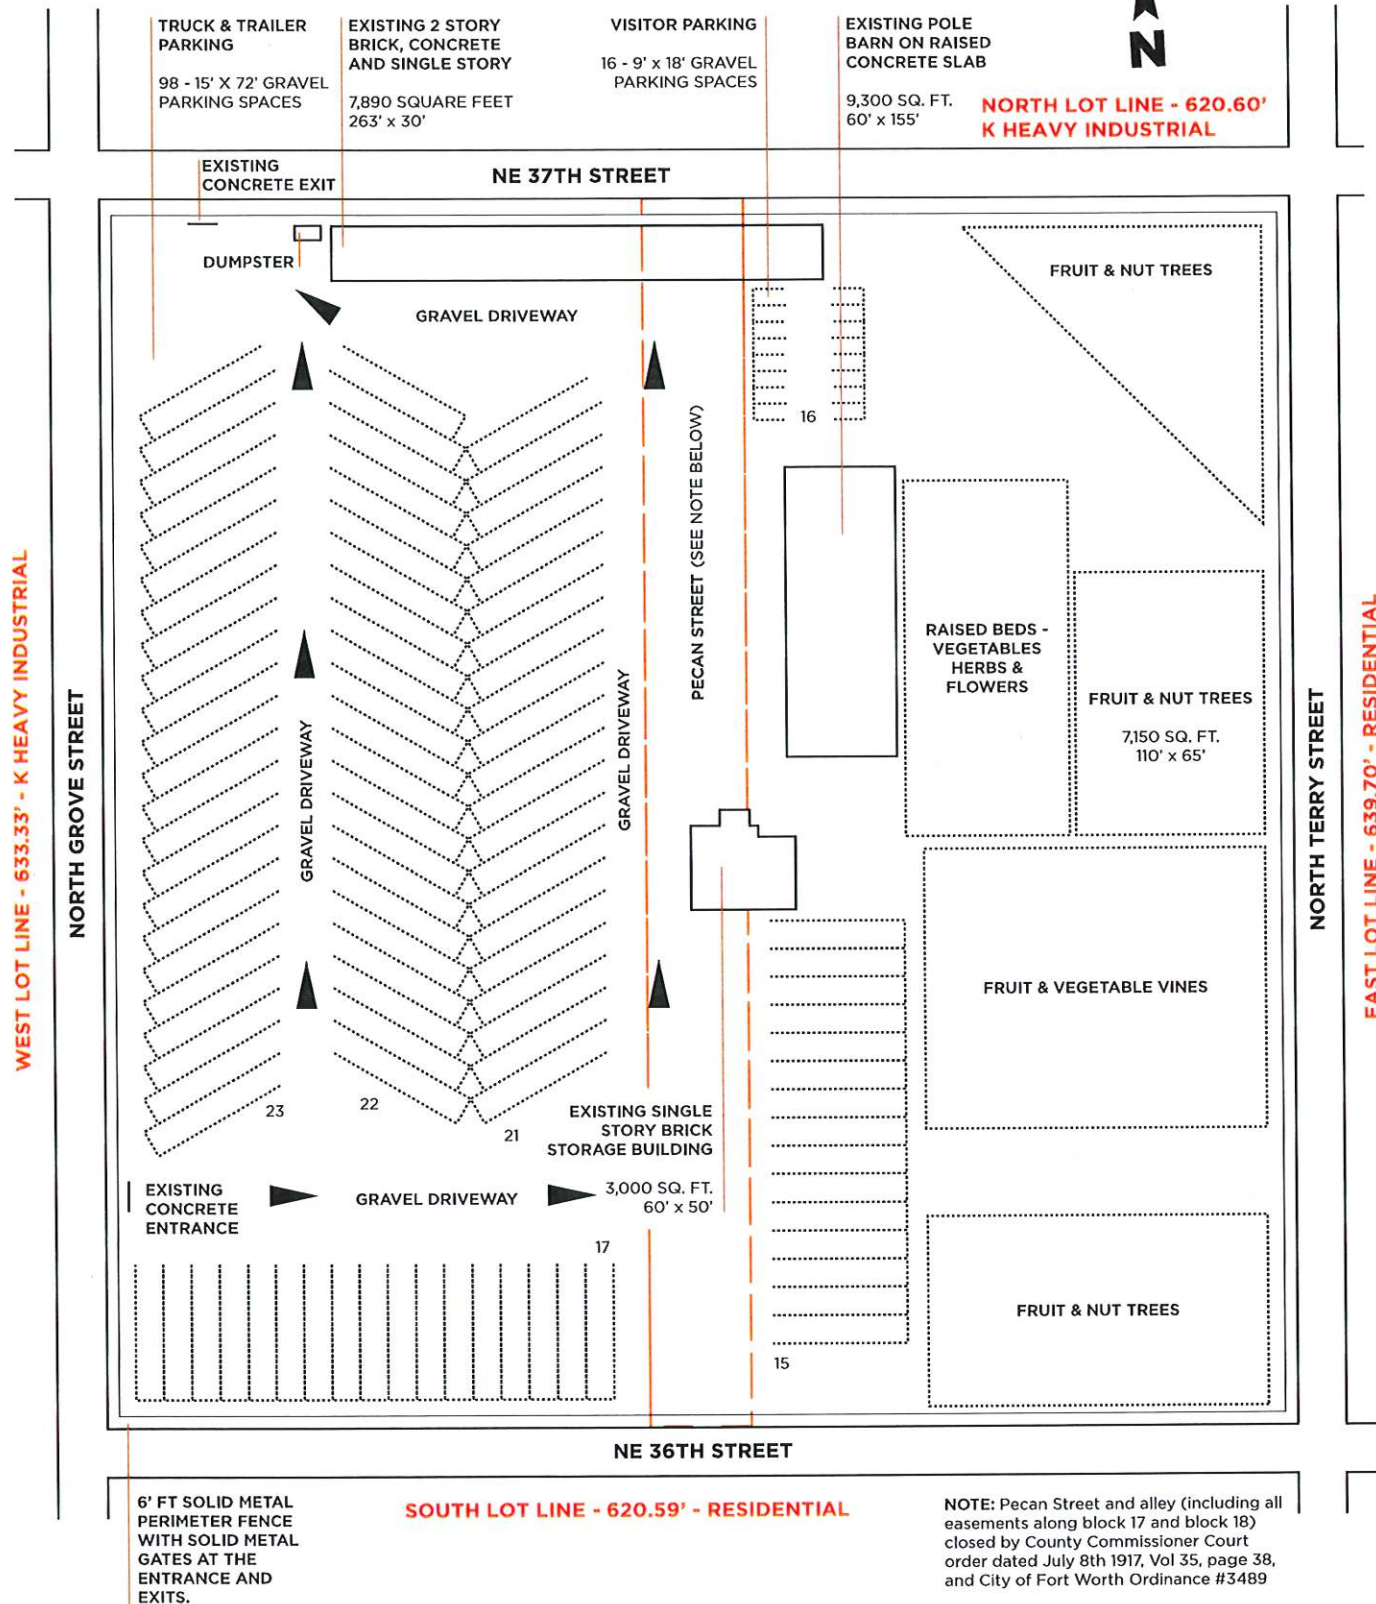 TRUCK & TRAILER
PARKING
98 - 15' X 72' GRAVEL
PARKING SPACES
EXISTING 2 STORY
BRICK, CONCRETE
AND SINGLE STORY
7,890 SQUARE FEET
263' x 30'
VISITOR PARKING
16 - 9' x 18' GRAVEL
PARKING SPACES
EXISTING POLE
BARN ON RAISED
CONCRETE SLAB
9,300 SQ. FT.
60' x 155'
N
NORTH LOT LINE - 620.60'
K HEAVY INDUSTRIAL
EXISTING
CONCRETE EXIT
NE 37TH STREET
DUMPSTER
GRAVEL DRIVEWAY
FRUIT & NUT TREES
16
PECAN STREET (SEE NOTE BELOW)
RAISED BEDS -
VEGETABLES
HERBS &
FLOWERS
FRUIT & NUT TREES
7,150 SQ. FT.
110' x 65'
WEST LOT LINE - 633.33' - K HEAVY INDUSTRIAL
NORTH GROVE STREET
GRAVEL DRIVEWAY
GRAVEL DRIVEWAY
NORTH TERRY STREET
EAST LOT LINE - 639.70' - RESIDENTIAL
FRUIT & VEGETABLE VINES
23
22
21
EXISTING SINGLE
STORY BRICK
STORAGE BUILDING
3,000 SQ. FT.
60' x 50'
EXISTING
CONCRETE
ENTRANCE
GRAVEL DRIVEWAY
17
FRUIT & NUT TREES
15
NE 36TH STREET
6' FT SOLID METAL
PERIMETER FENCE
WITH SOLID METAL
GATES AT THE
ENTRANCE AND
EXITS.
SOUTH LOT LINE - 620.59' - RESIDENTIAL
NOTE: Pecan Street and alley (including all
easements along block 17 and block 18)
closed by County Commissioner Court
order dated July 8th 1917, Vol 35, page 38,
and City of Fort Worth Ordinance #3489